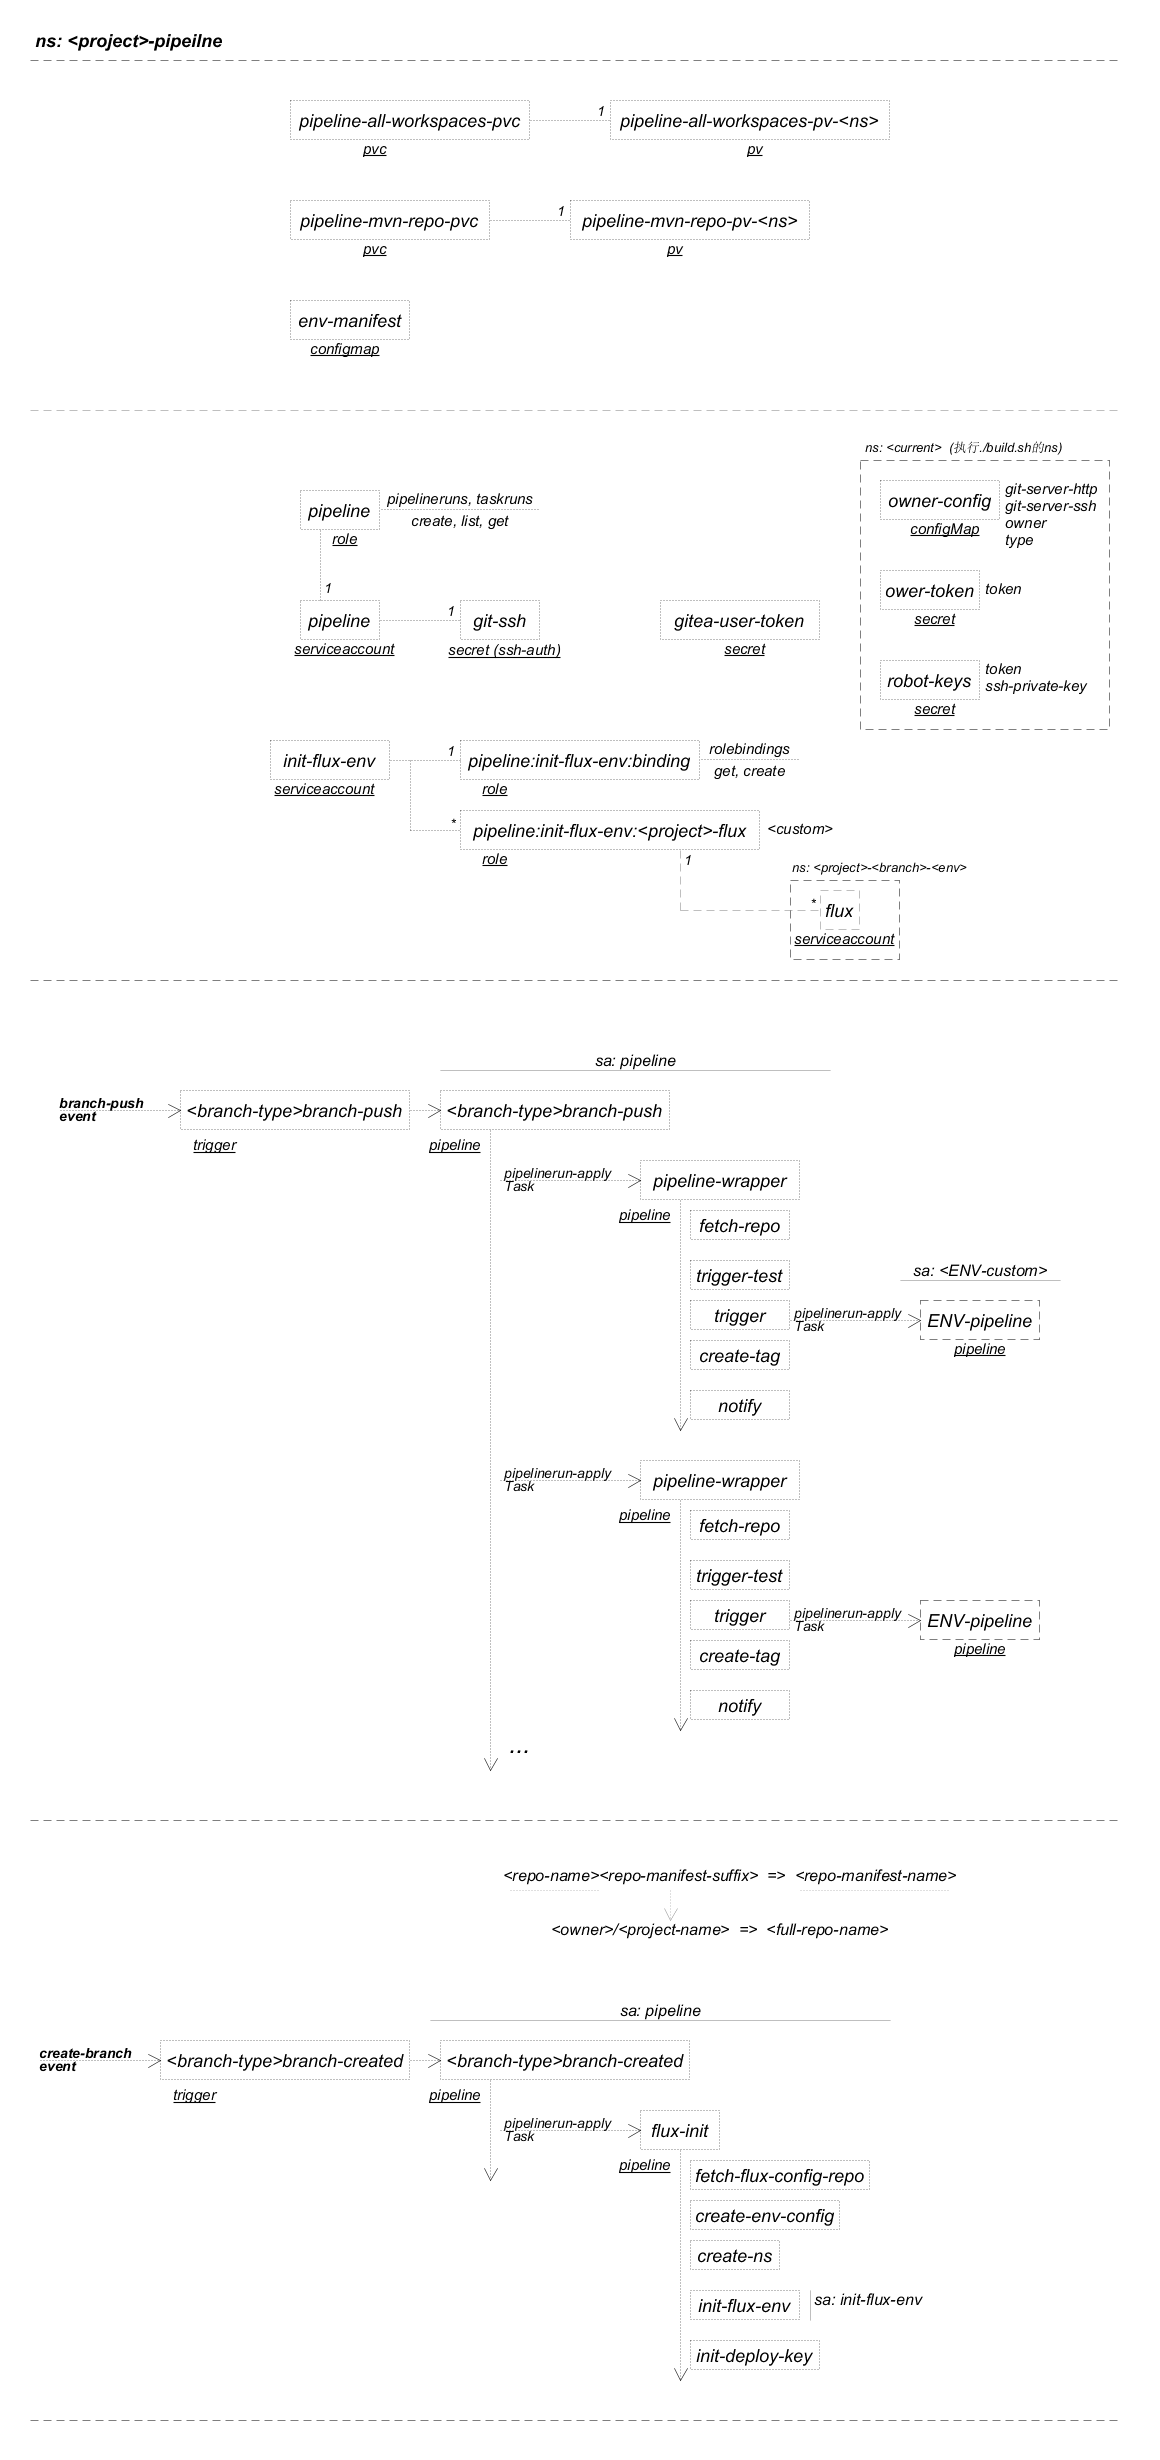 ns: <project>-pipeilne
pipeline-all-workspaces-pvc
1
pipeline-all-workspaces-pv-<ns>
pvc
pv
pipeline-mvn-repo-pvc
1
pipeline-mvn-repo-pv-<ns>
pvc
pv
env-manifest
configmap
ns: <current>  (执行./build.sh的ns)
pipeline
pipelineruns, taskruns
create, list, get
role
owner-config
git-server-http
git-server-ssh
owner
type
configMap
ower-token
token
secret
1
pipeline
1
git-ssh
gitea-user-token
serviceaccount
secret (ssh-auth)
secret
robot-keys
token
ssh-private-key
secret
init-flux-env
1
pipeline:init-flux-env:binding
rolebindings
get, create
serviceaccount
role
*
pipeline:init-flux-env:<project>-flux
<custom>
role
1
ns: <project>-<branch>-<env>
*
flux
serviceaccount
sa: pipeline
branch-push
event
<branch-type>branch-push
<branch-type>branch-push
trigger
pipeline
pipelinerun-apply
Task
pipeline-wrapper
pipeline
fetch-repo
trigger-test
sa: <ENV-custom>
trigger
pipelinerun-apply
Task
ENV-pipeline
pipeline
create-tag
notify
pipelinerun-apply
Task
pipeline-wrapper
pipeline
fetch-repo
trigger-test
trigger
pipelinerun-apply
Task
ENV-pipeline
pipeline
create-tag
notify
...
<repo-name><repo-manifest-suffix>  =>  <repo-manifest-name>
<owner>/<project-name>  =>  <full-repo-name>
sa: pipeline
create-branch
event
<branch-type>branch-created
<branch-type>branch-created
trigger
pipeline
pipelinerun-apply
Task
flux-init
pipeline
fetch-flux-config-repo
create-env-config
create-ns
init-flux-env
sa: init-flux-env
init-deploy-key